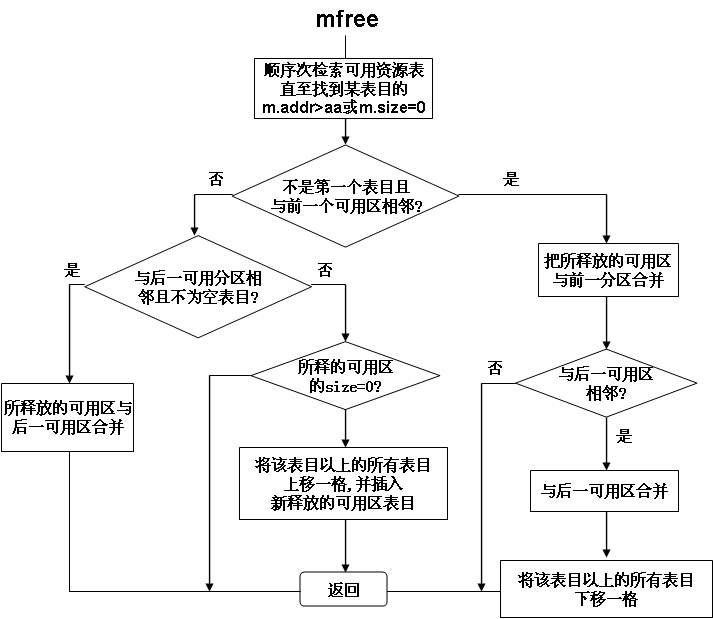 mfree
顺序次检索可用资源表
直至找到某表目的
m.addr>aa或m.size=0
不是第一个表目且
与前一个可用区相邻?
否
是
与后一可用分区相
邻且不为空表目?
是
否
把所释放的可用区
与前一分区合并
所释的可用区
的size=0?
与后一可用区
相邻?
否
是
所释放的可用区与
后一可用区合并
将该表目以上的所有表目
上移一格,并插入
新释放的可用区表目
与后一可用区合并
将该表目以上的所有表目
下移一格
返回